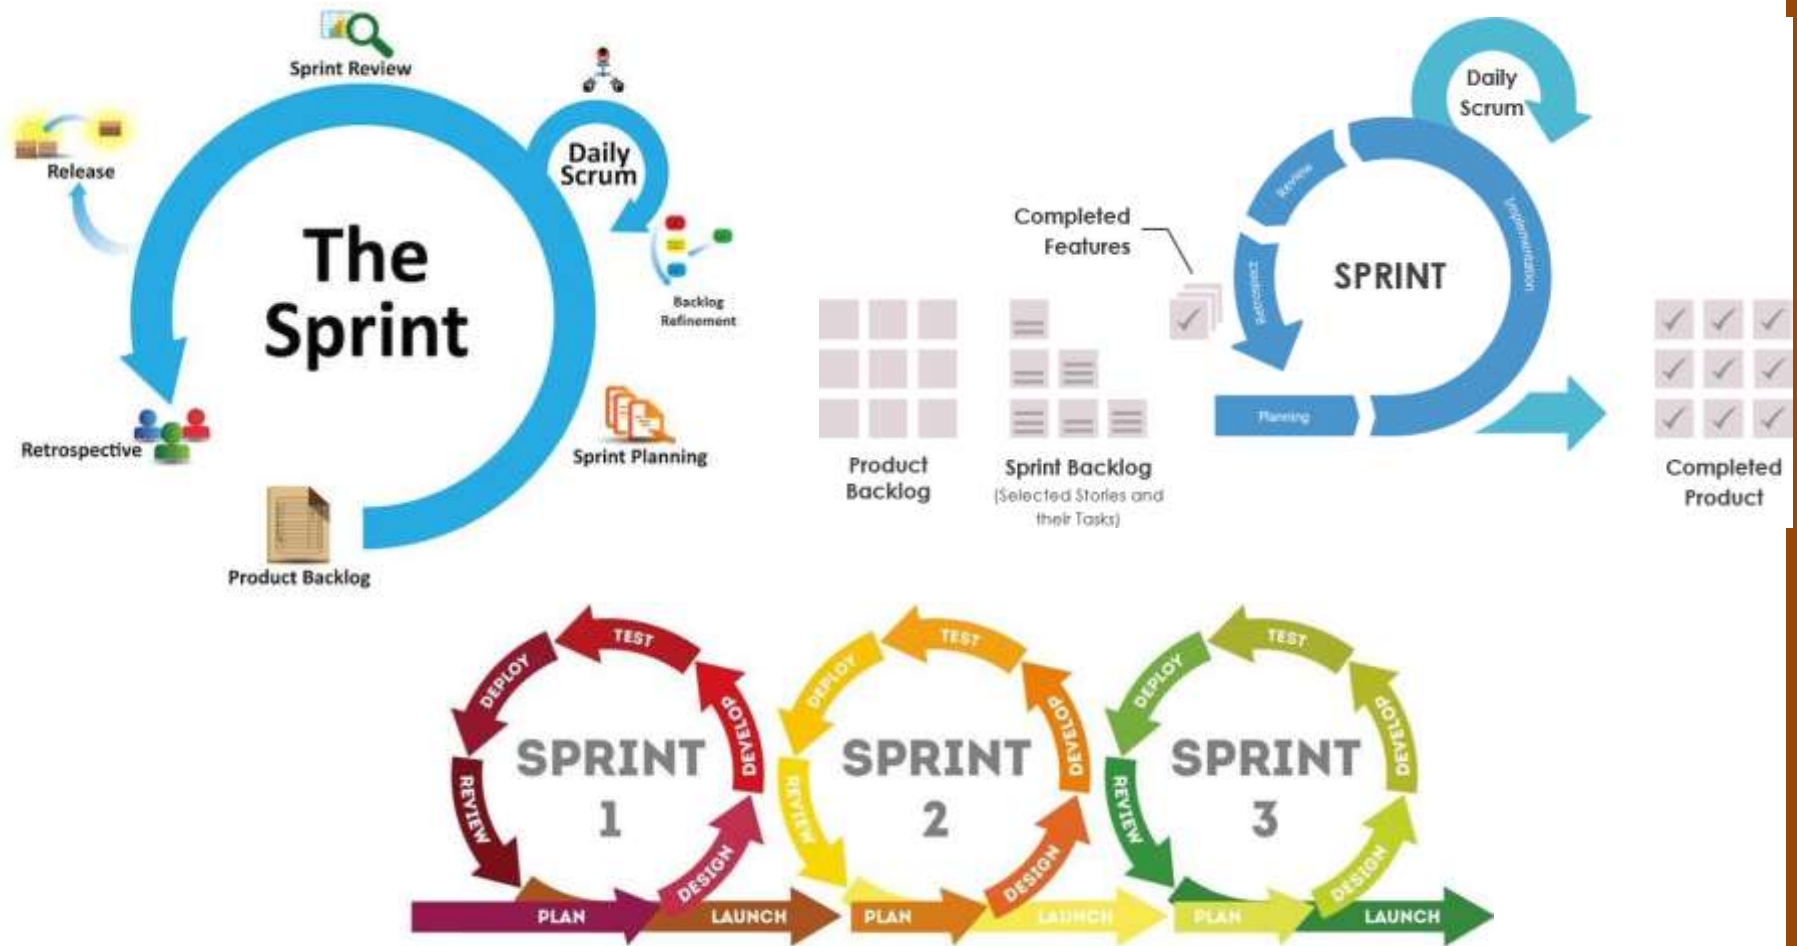 Sprint Review
Release
Daily
Scrum
The
Sprint
Backlog
Refinement
Sprint Planning
Retrospective
Product Backlog
Daily
Scrum
Review
Implementation
Completed
Features
SPRINT
Retrospect
Planning
Product
Backlog
Sprint Backlog
(Selected Stories and
their Tasks)
Completed
Product
TEST
DEPLOY
DEVELOP
SPRINT
1
REVIEW
DESIGN
PLAN
LAUNCH
TEST
DEPLOY
DEVELOP
SPRINT
2
REVIEW
DESIGN
PLAN
LAUNCH
TEST
DEPLOY
DEVELOP
SPRINT
3
REVIEW
DESIGN
PLAN
LAUNCH